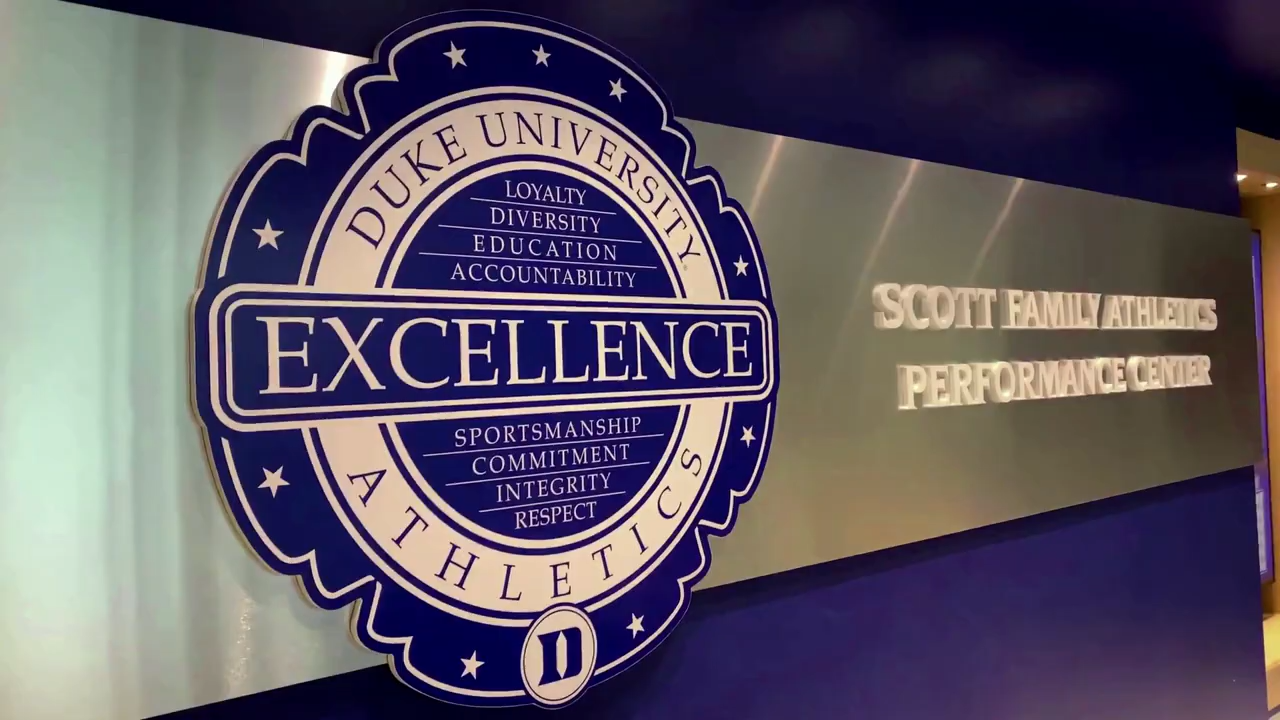 DUKE UNIVERSITY
LOYALTY
DIVERSITY
EDUCATION
ACCOUNTABILITY
EXCELLENCE
SPORTSMANSHIP
COMMITMENT
INTEGRITY
RESPECT
ATHLETICS
D
SCOTT FAMILY ATHLETICS
PERFORMANCE CENTER